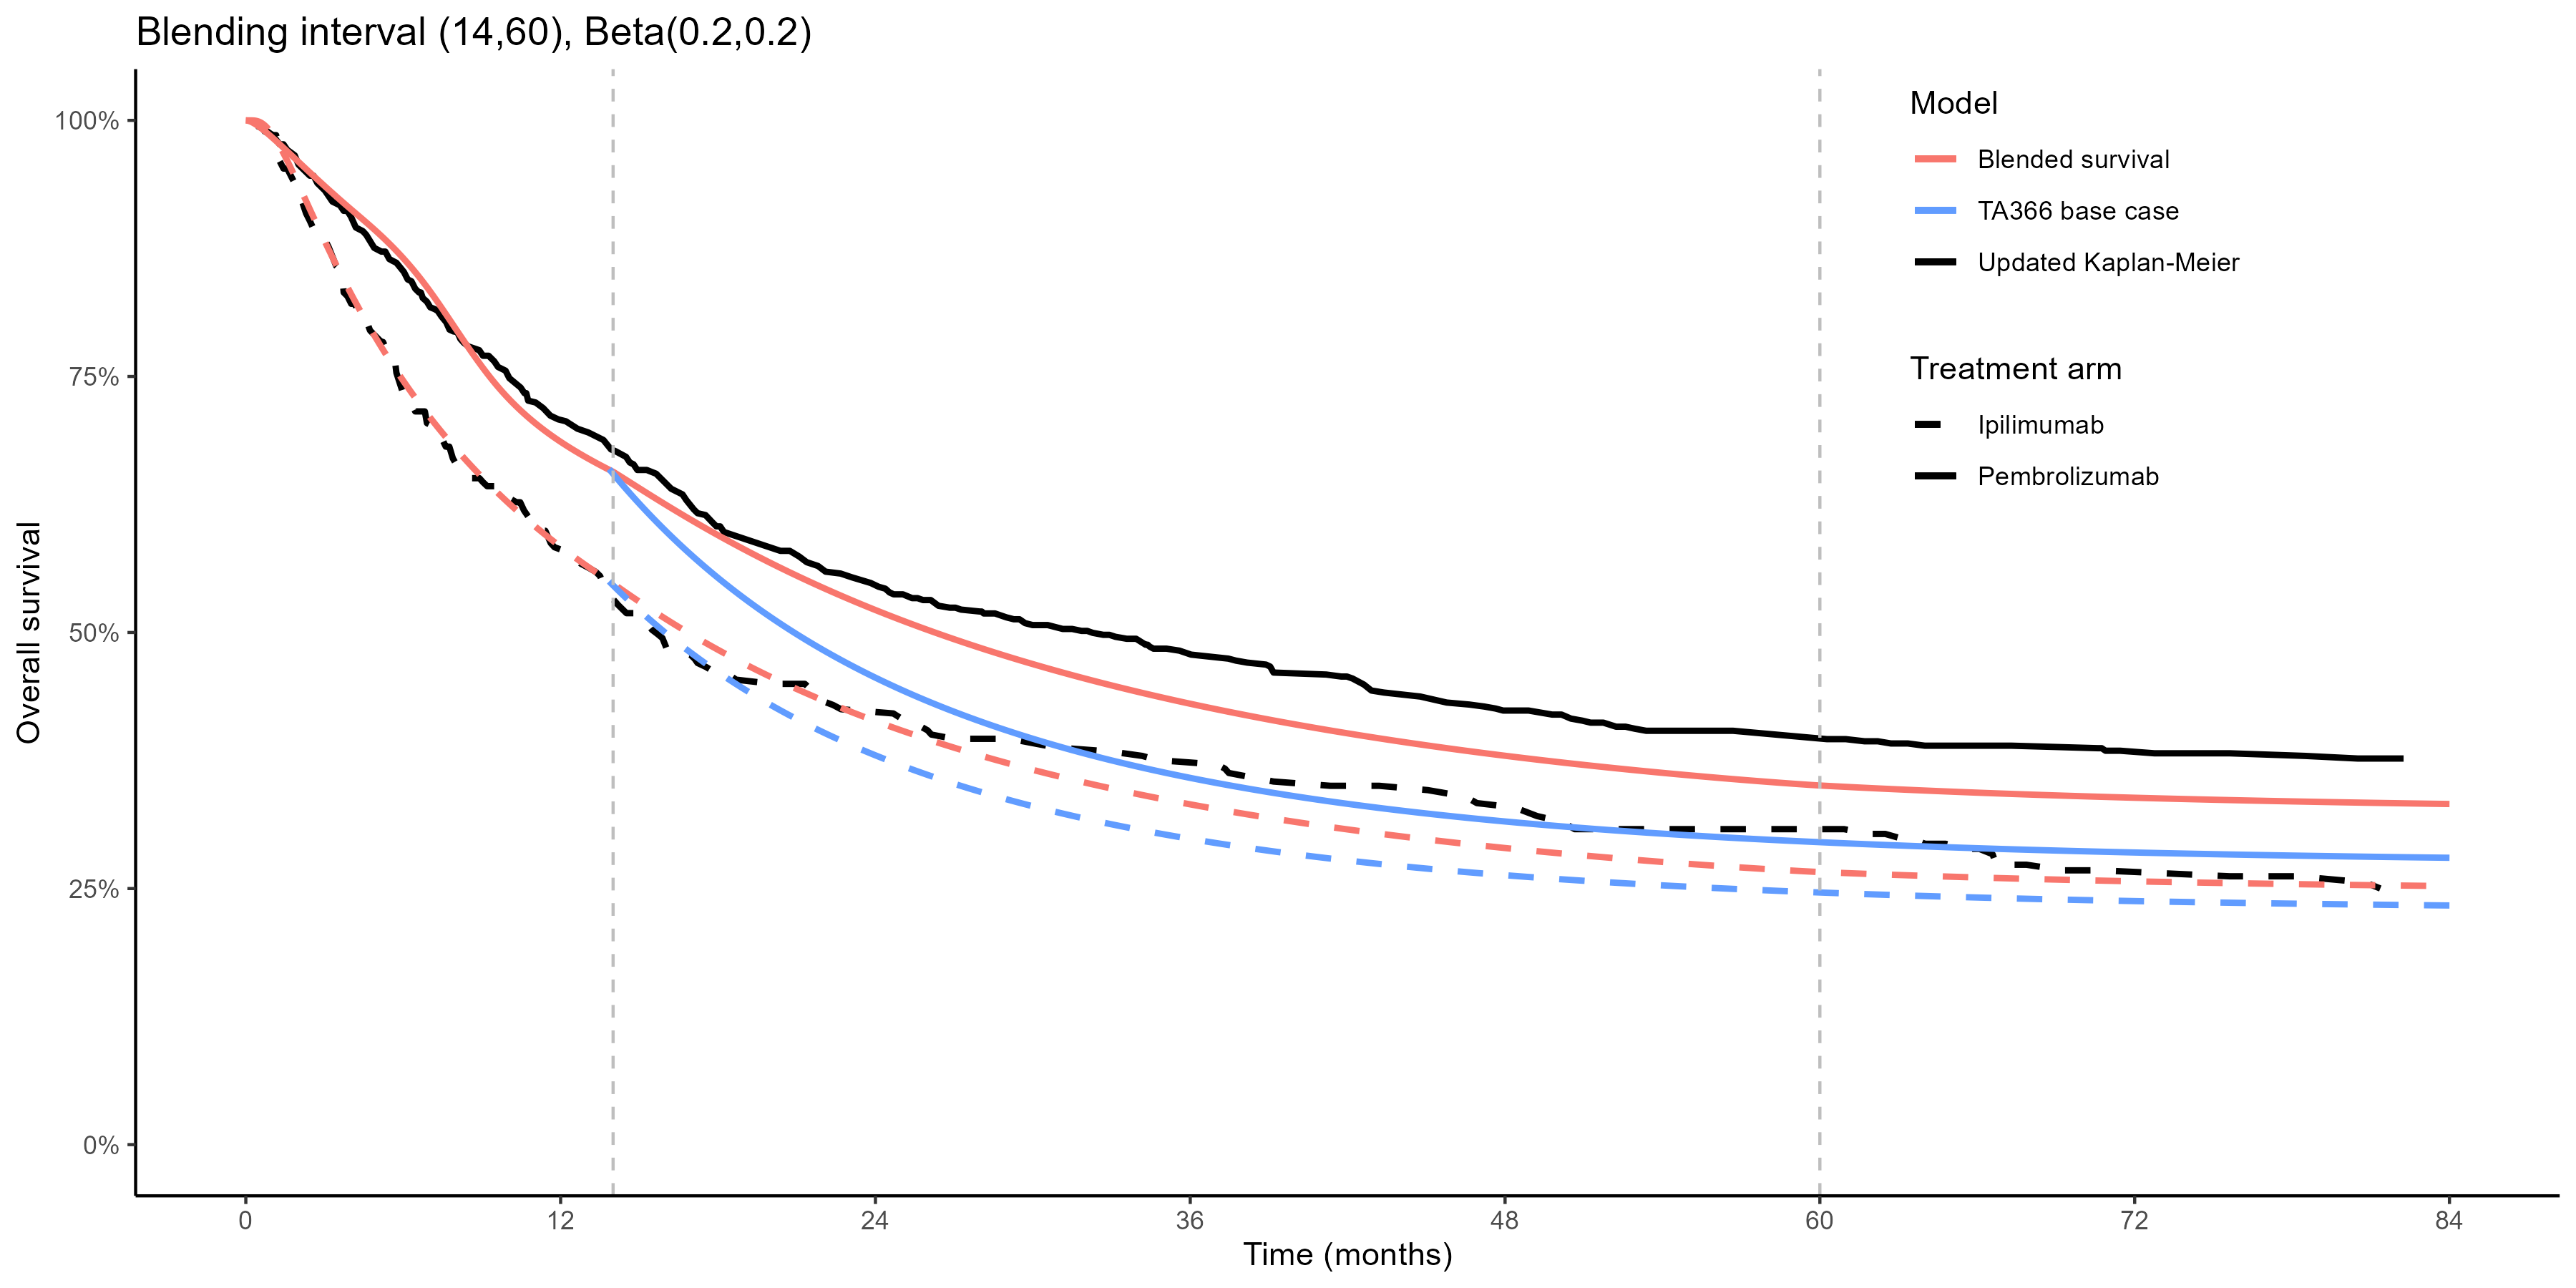 Blending interval (14,60), Beta(0.2,0.2)
Overall survival
100%
75%
50%
25%
0%
0
12
24
36
48
60
72
84
Time (months)
Model
Blended survival
TA366 base case
Updated Kaplan-Meier
Treatment arm
Ipilimumab
Pembrolizumab